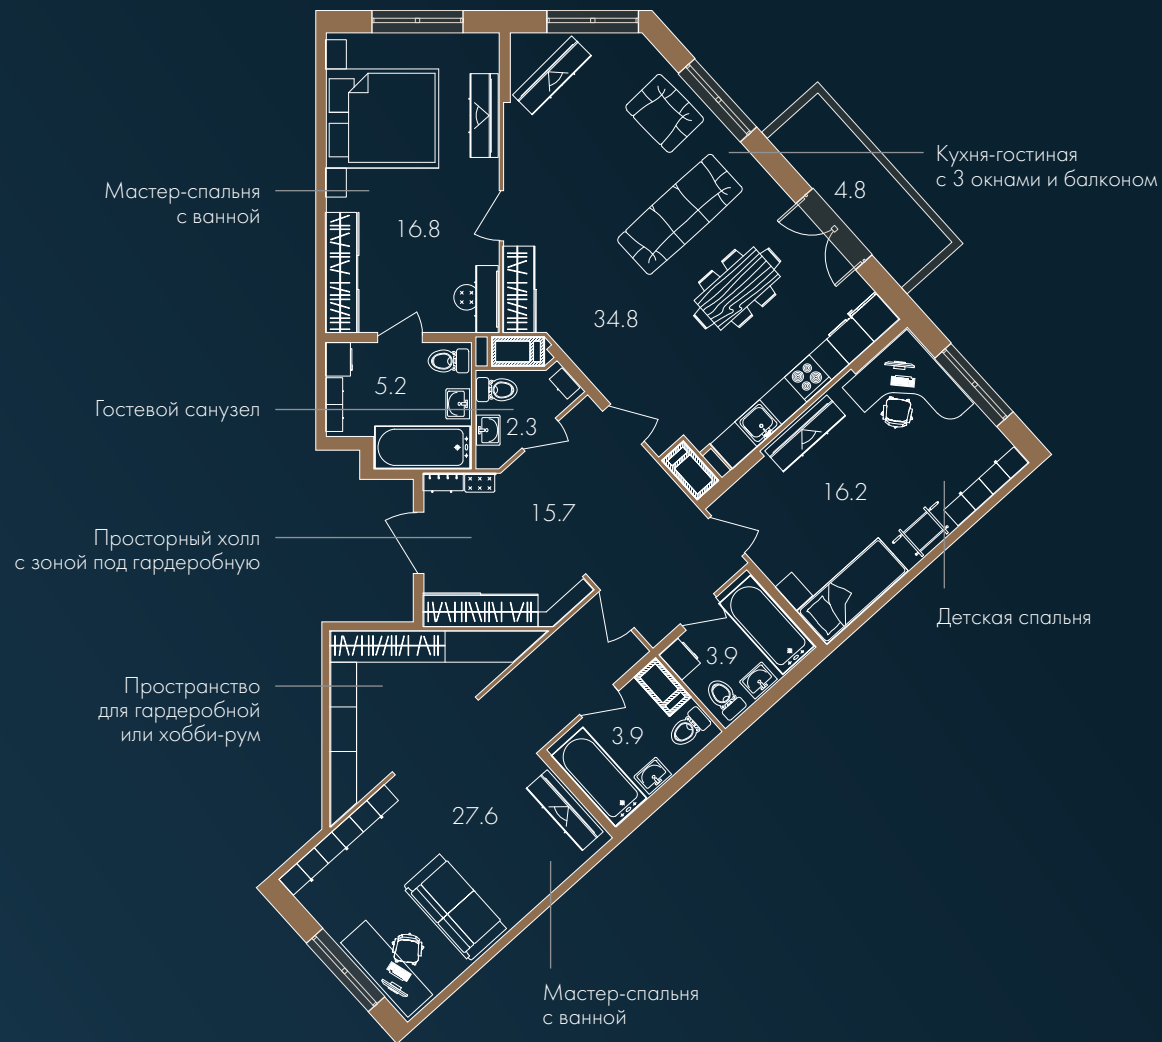 Кухня-гостиная
с 3 окнами и балконом
4.8
Мастер-спальня
с ванной
16.8
34.8
5.2
Гостевой санузел
2.3
16.2
15.7
Просторный холл
с зоной под гардеробную
Детская спальня
3.9
Пространство
для гардеробной
или хобби-рум
3.9
27.6
Мастер-спальня
с ванной